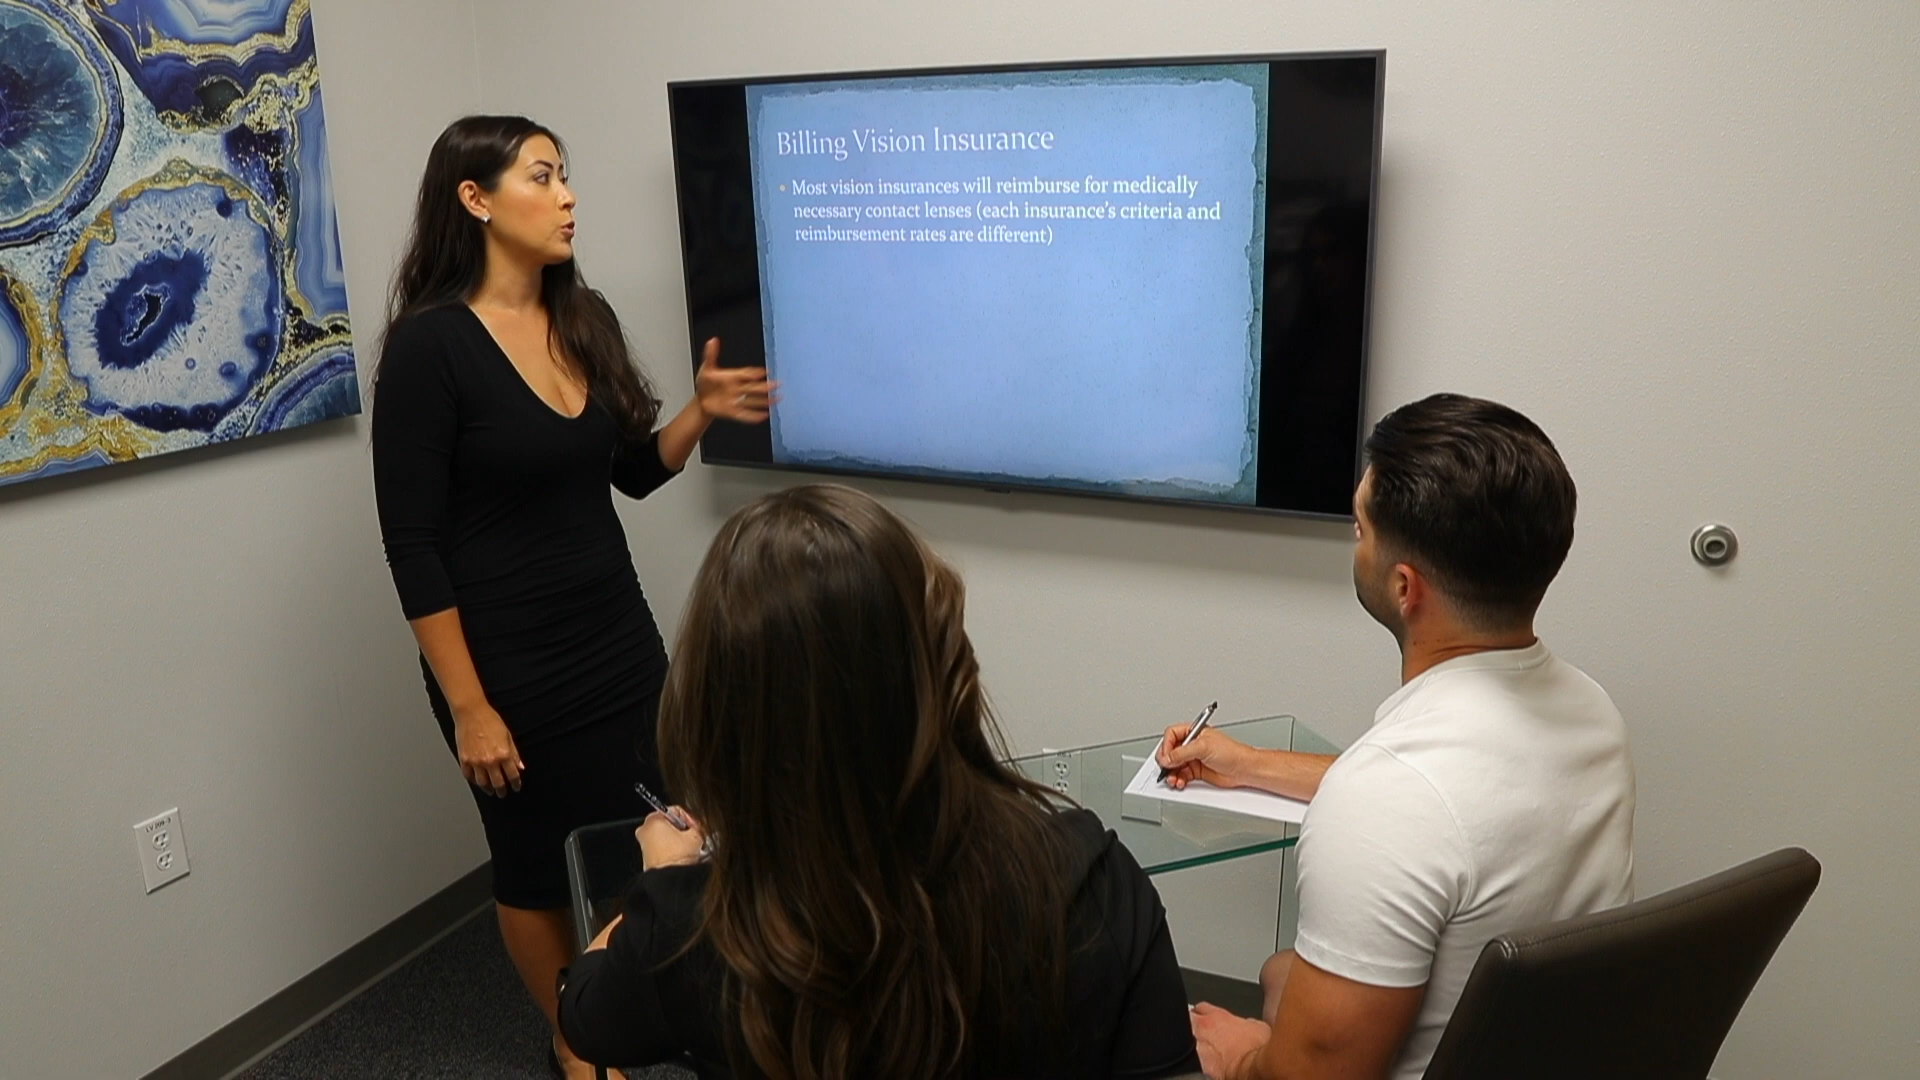 Billing Vision Insurance
• Most vision insurances will reimburse for medically
necessary contact lenses (each insurance's criteria and
reimbursement rates are different)